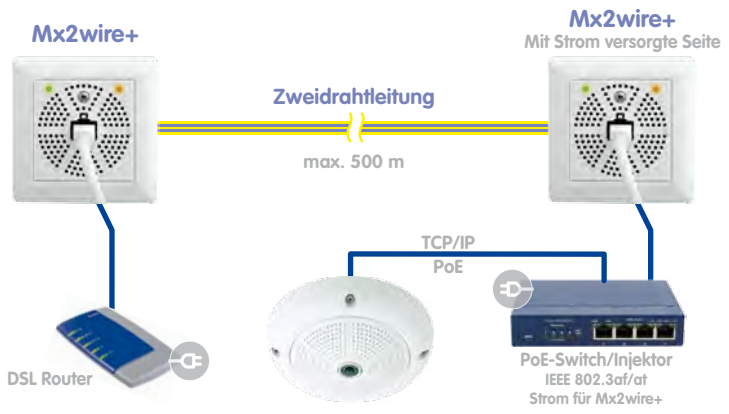 Mx2wire+
Mx2wire+
Mit Strom versorgte Seite
Zweidrahtleitung
max. 500 m
TCP/IP
PoE
DSL Router
PoE-Switch/Injektor
IEEE 802.3af/at
Strom für Mx2wire+